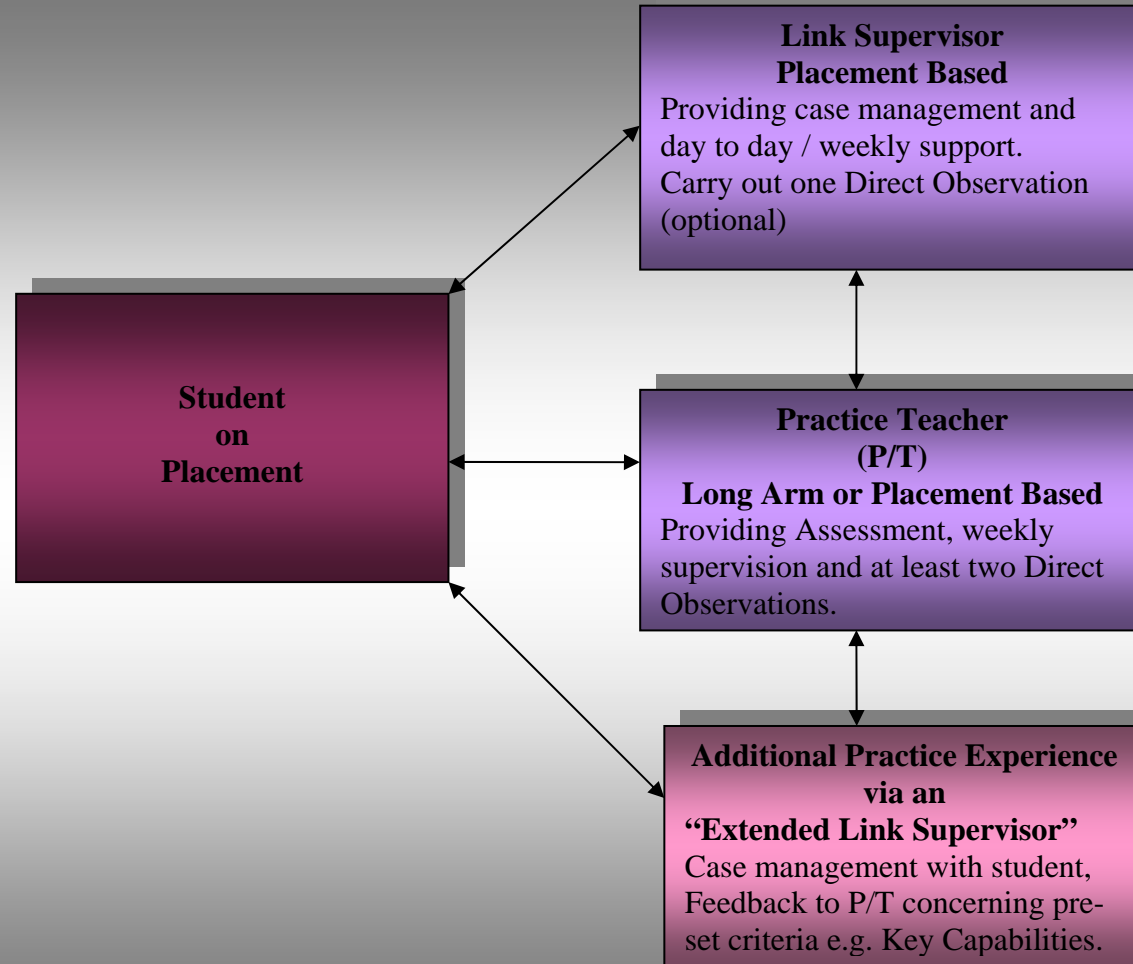 Link Supervisor
Placement Based
Providing case management and
day to day / weekly support.
Carry out one Direct Observation
(optional)
Student
on
Placement
Practice Teacher
(P/T)
Long Arm or Placement Based
Providing Assessment, weekly
supervision and at least two Direct
Observations.
Additional Practice Experience
via an
“Extended Link Supervisor”
Case management with student,
Feedback to P/T concerning pre-
set criteria e.g. Key Capabilities.